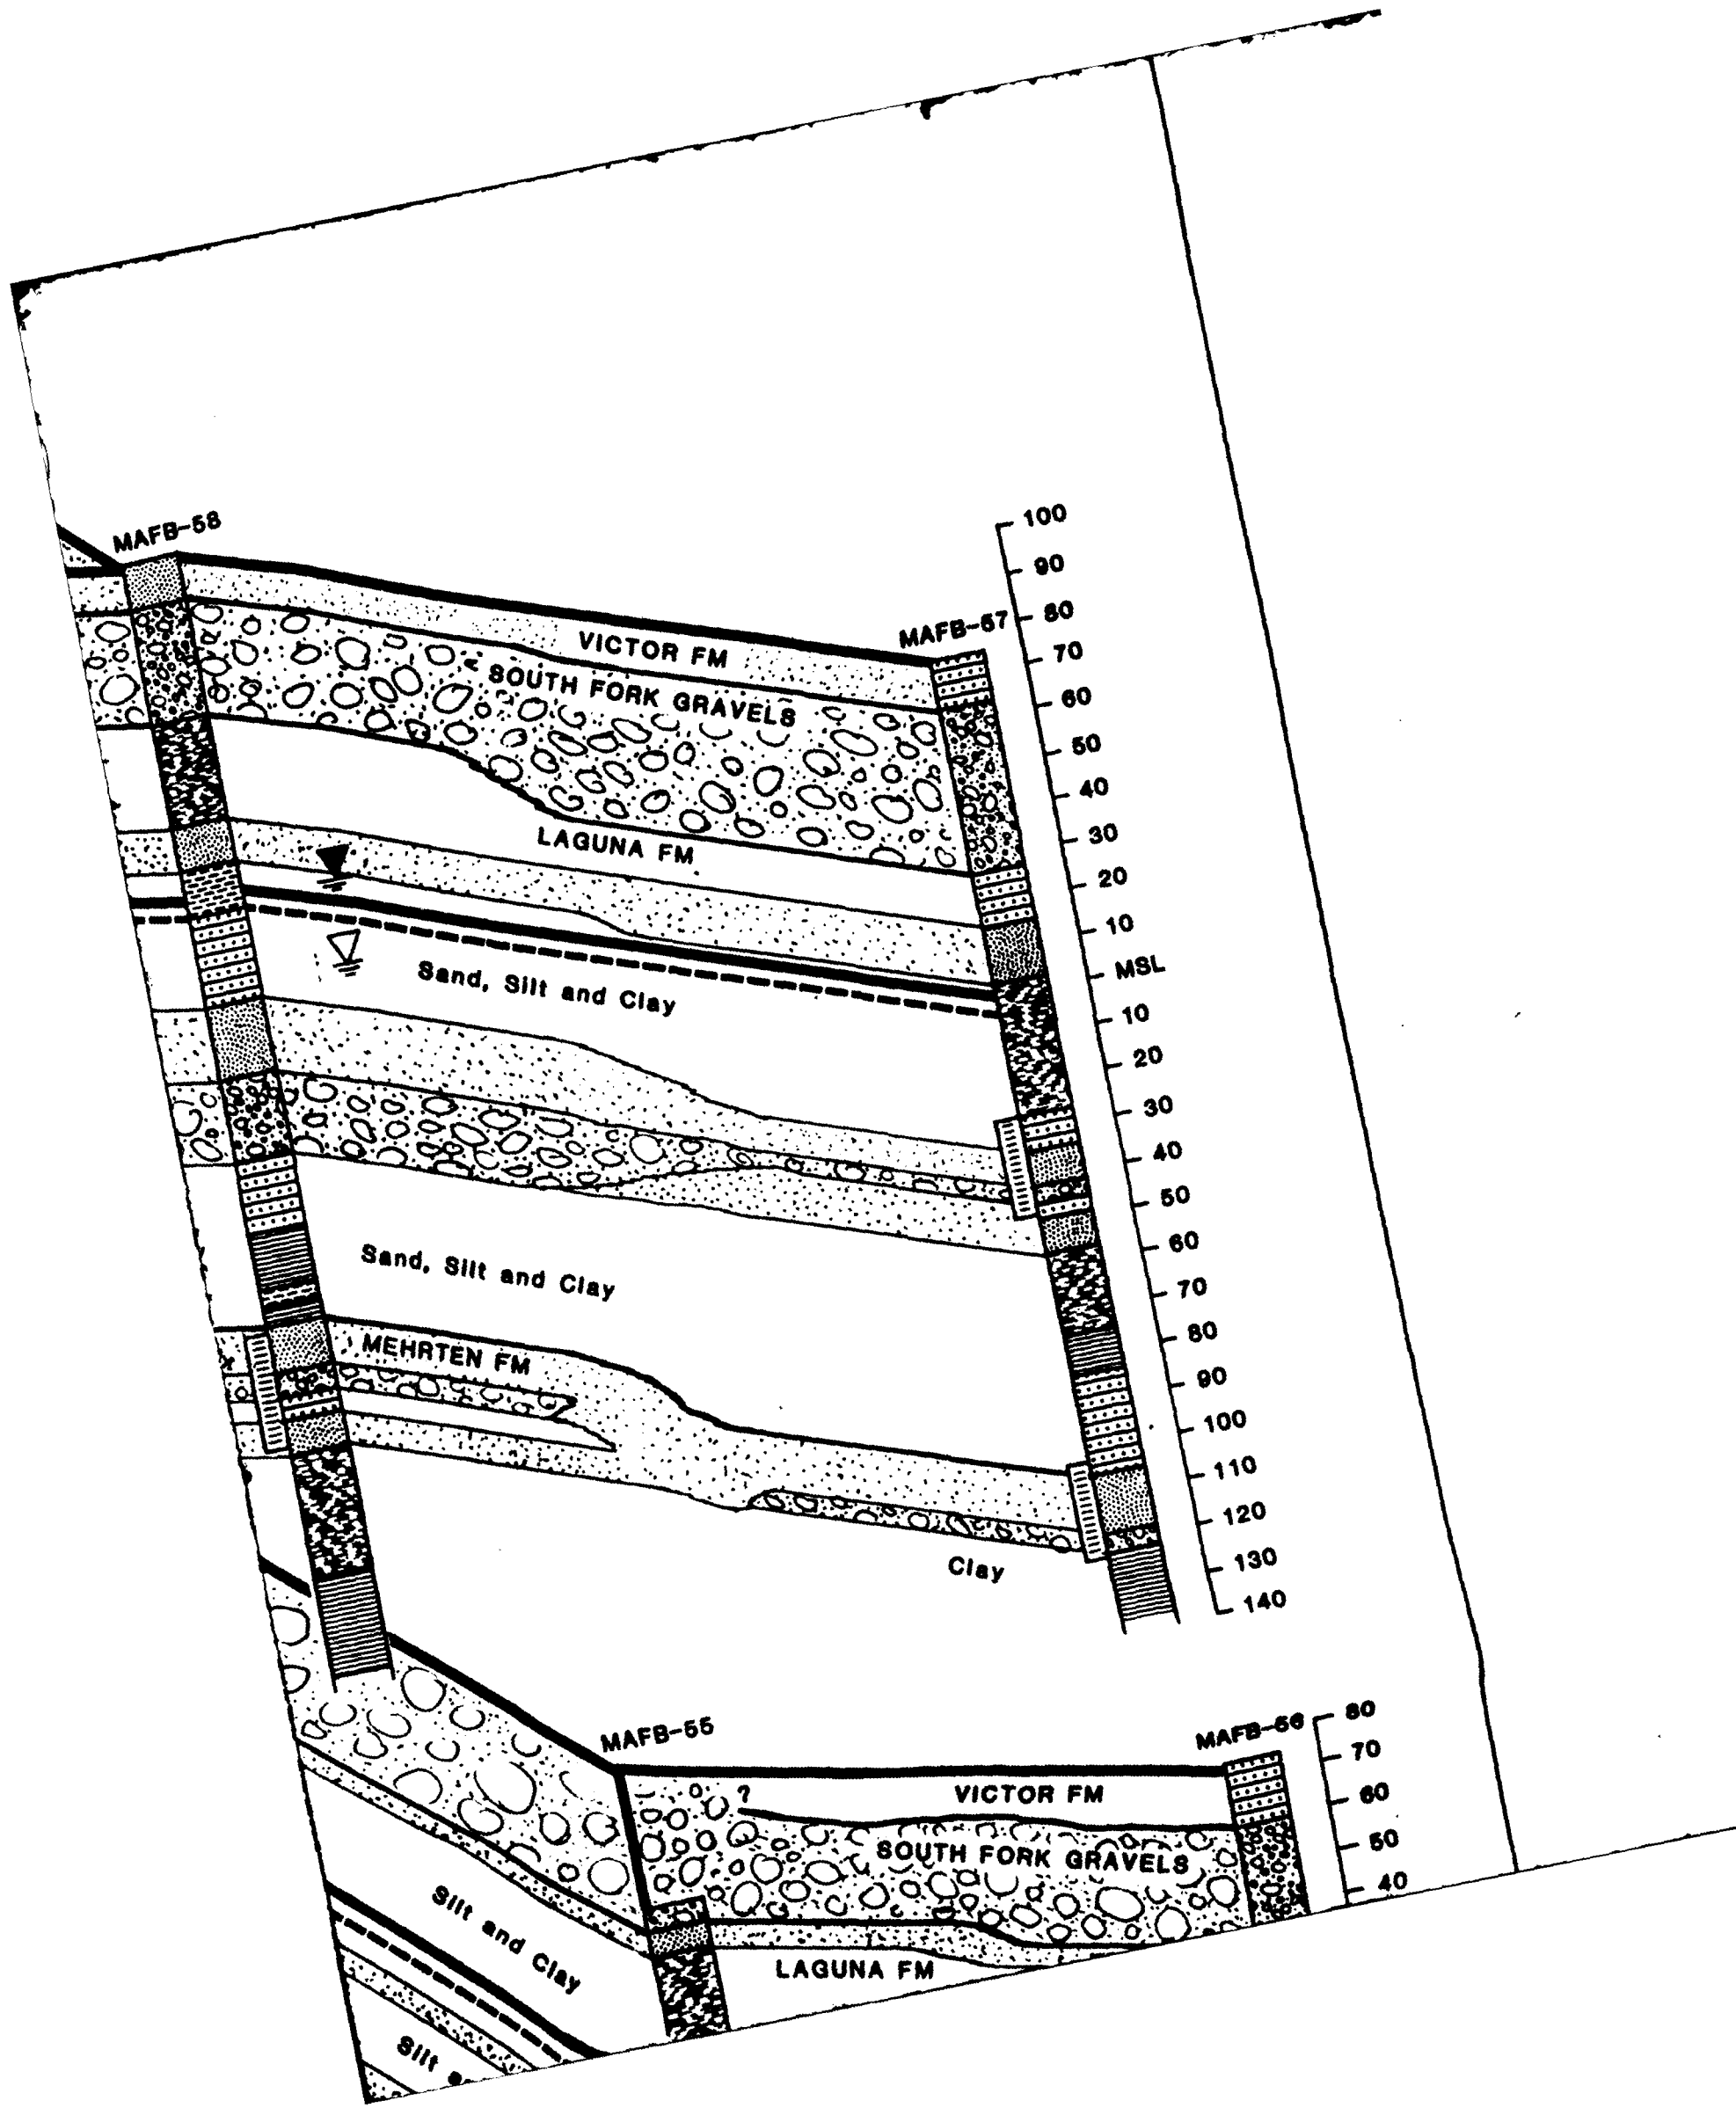 MAFB-58
100
90
80
MAFB-57
70
60
50
40
30
20
10
MSL
10
20
30
40
50
60
70
80
90
100
110
120
130
140
VICTOR FM
SOUTH FORK GRAVELS
LAGUNA FM
Sand, Silt and Clay
Sand, Silt and Clay
MEHRTEN FM
Clay
MAFB-55
MAFB-56
80
70
60
50
40
?
VICTOR FM
SOUTH FORK GRAVELS
LAGUNA FM
Silt and Clay
Silt